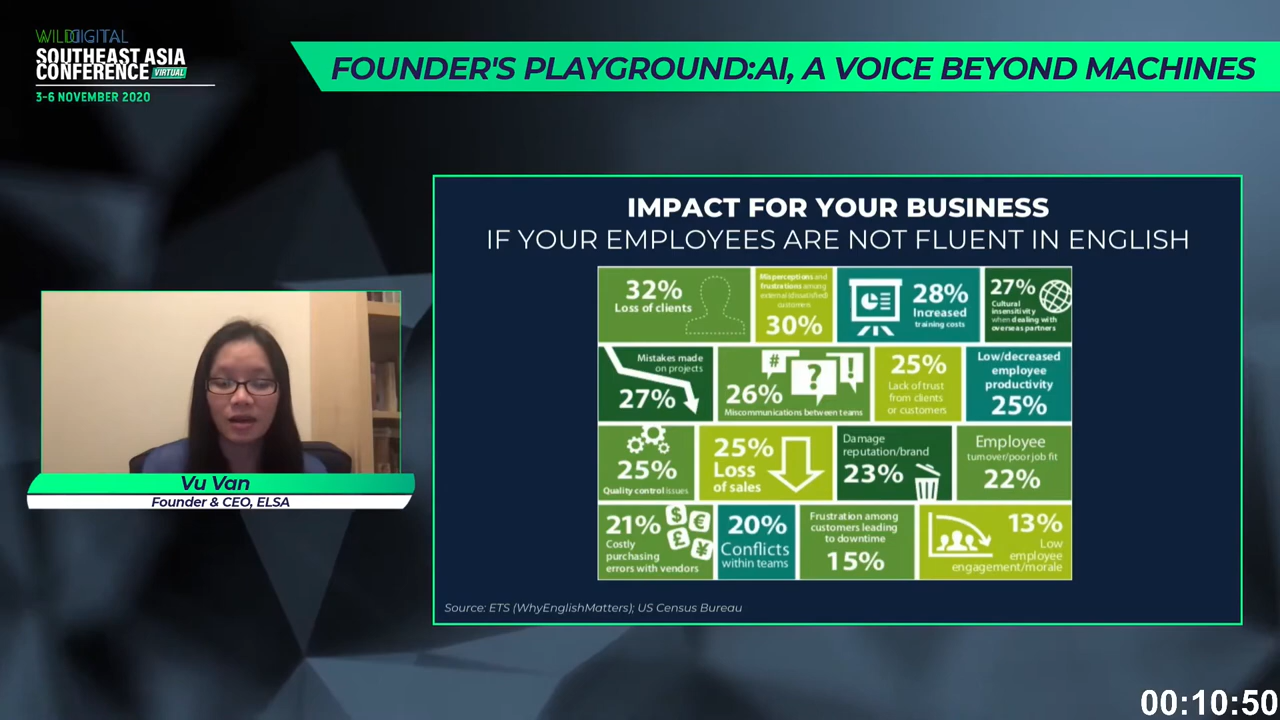 WILDDIGITAL
SOUTHEAST ASIA
CONFERENCE VIRTUAL
3-6 NOVEMBER 2020
FOUNDER'S PLAYGROUND:AI, A VOICE BEYOND MACHINES
Vu Van
Founder & CEO, ELSA
IMPACT FOR YOUR BUSINESS
IF YOUR EMPLOYEES ARE NOT FLUENT IN ENGLISH
32%
Loss of clients
Misperceptions and
frustrations among
external (dissatisfied)
customers
30%
28%
Increased
training costs
27%
Cultural
insensitivity
when dealing with
overseas partners
Mistakes made
on projects
27%
#
?
!
26%
Miscommunications between teams
25%
Lack of trust
from clients
or customers
Low/decreased
employee
productivity
25%
25%
Quality control issues
25%
Loss
of sales
Damage
reputation/brand
23%
Employee
turnover/poor job fit
22%
21%
$ €
£ ¥
Costly
purchasing
errors with vendors
20%
Conflicts
within teams
Frustration among
customers leading
to downtime
15%
13%
Low
employee
engagement/morale
Source: ETS (WhyEnglishMatters); US Census Bureau
00:10:50